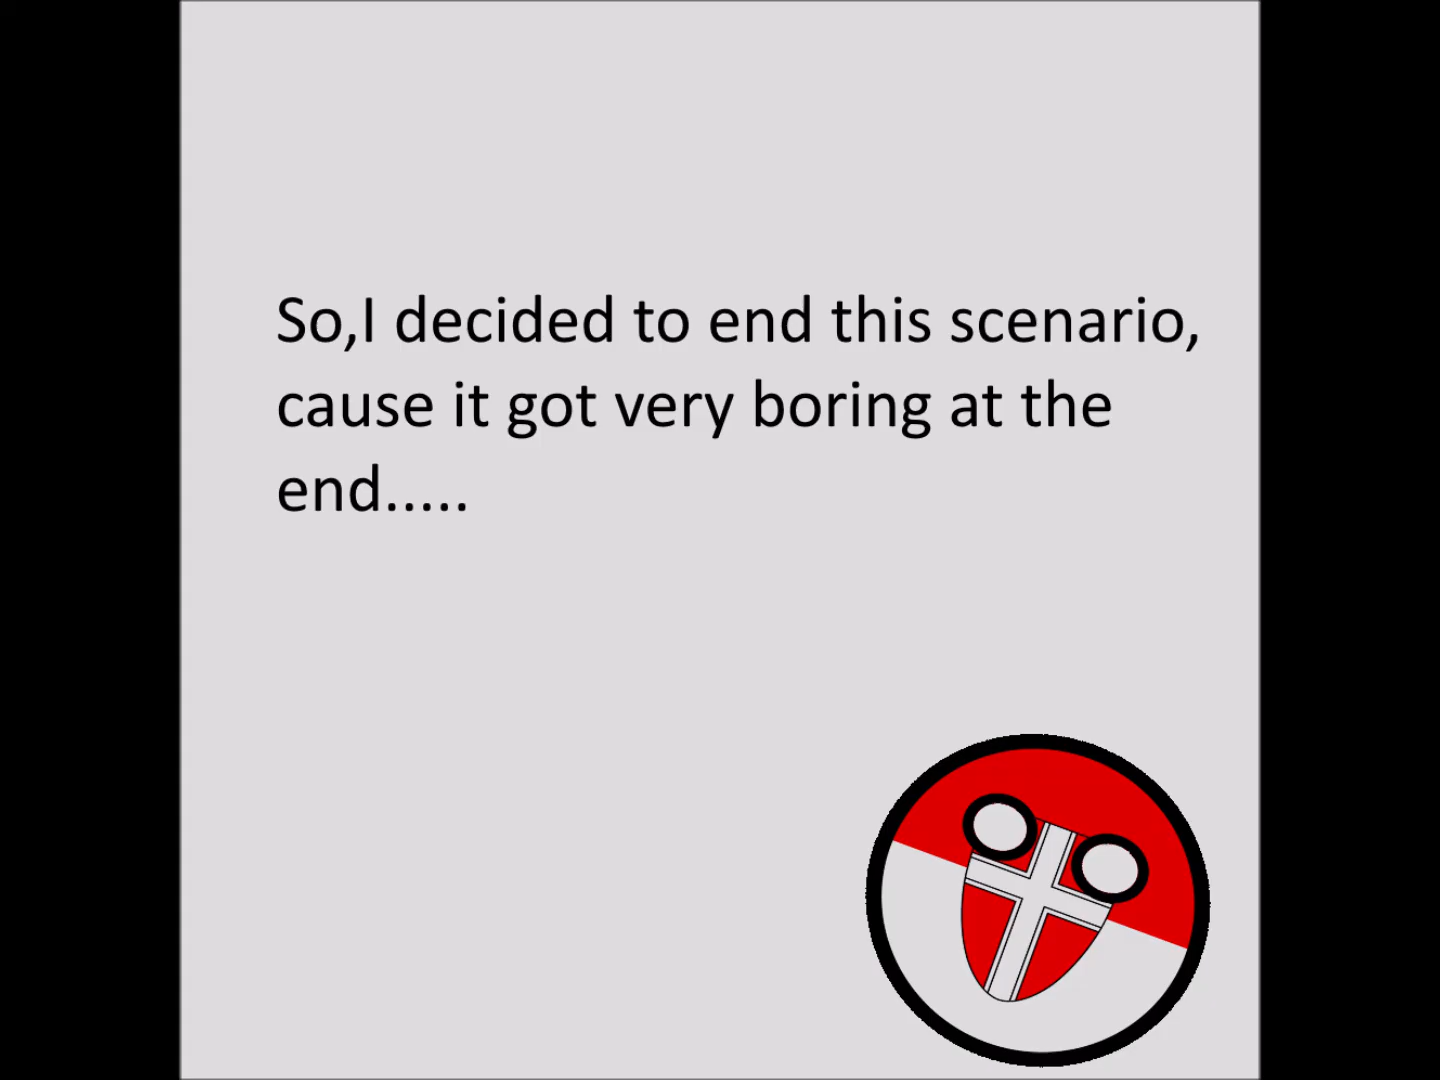 So,I decided to end this scenario,
cause it got very boring at the
end.....